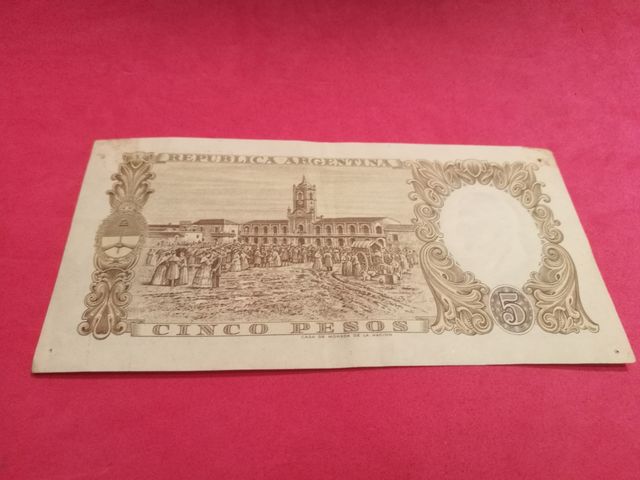 REPUBLICA ARGENTINA
CINCO PESOS
5
CASA DE MONEDA DE LA NACION